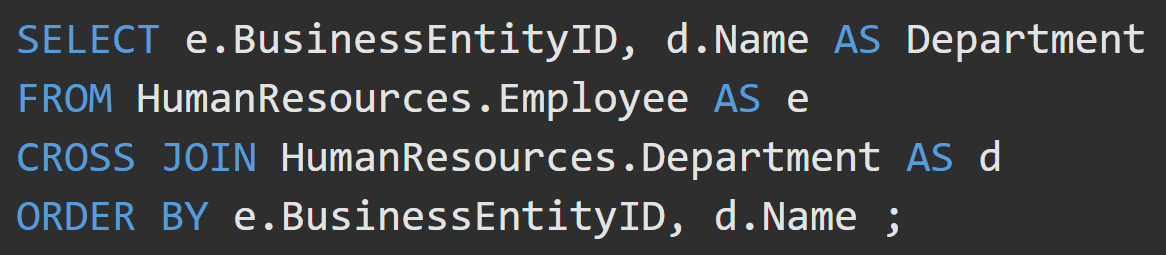 SELECT e.BusinessEntityID, d.Name AS Department
FROM HumanResources.Employee AS e
CROSS JOIN HumanResources.Department AS d
ORDER BY e.BusinessEntityID, d.Name ;